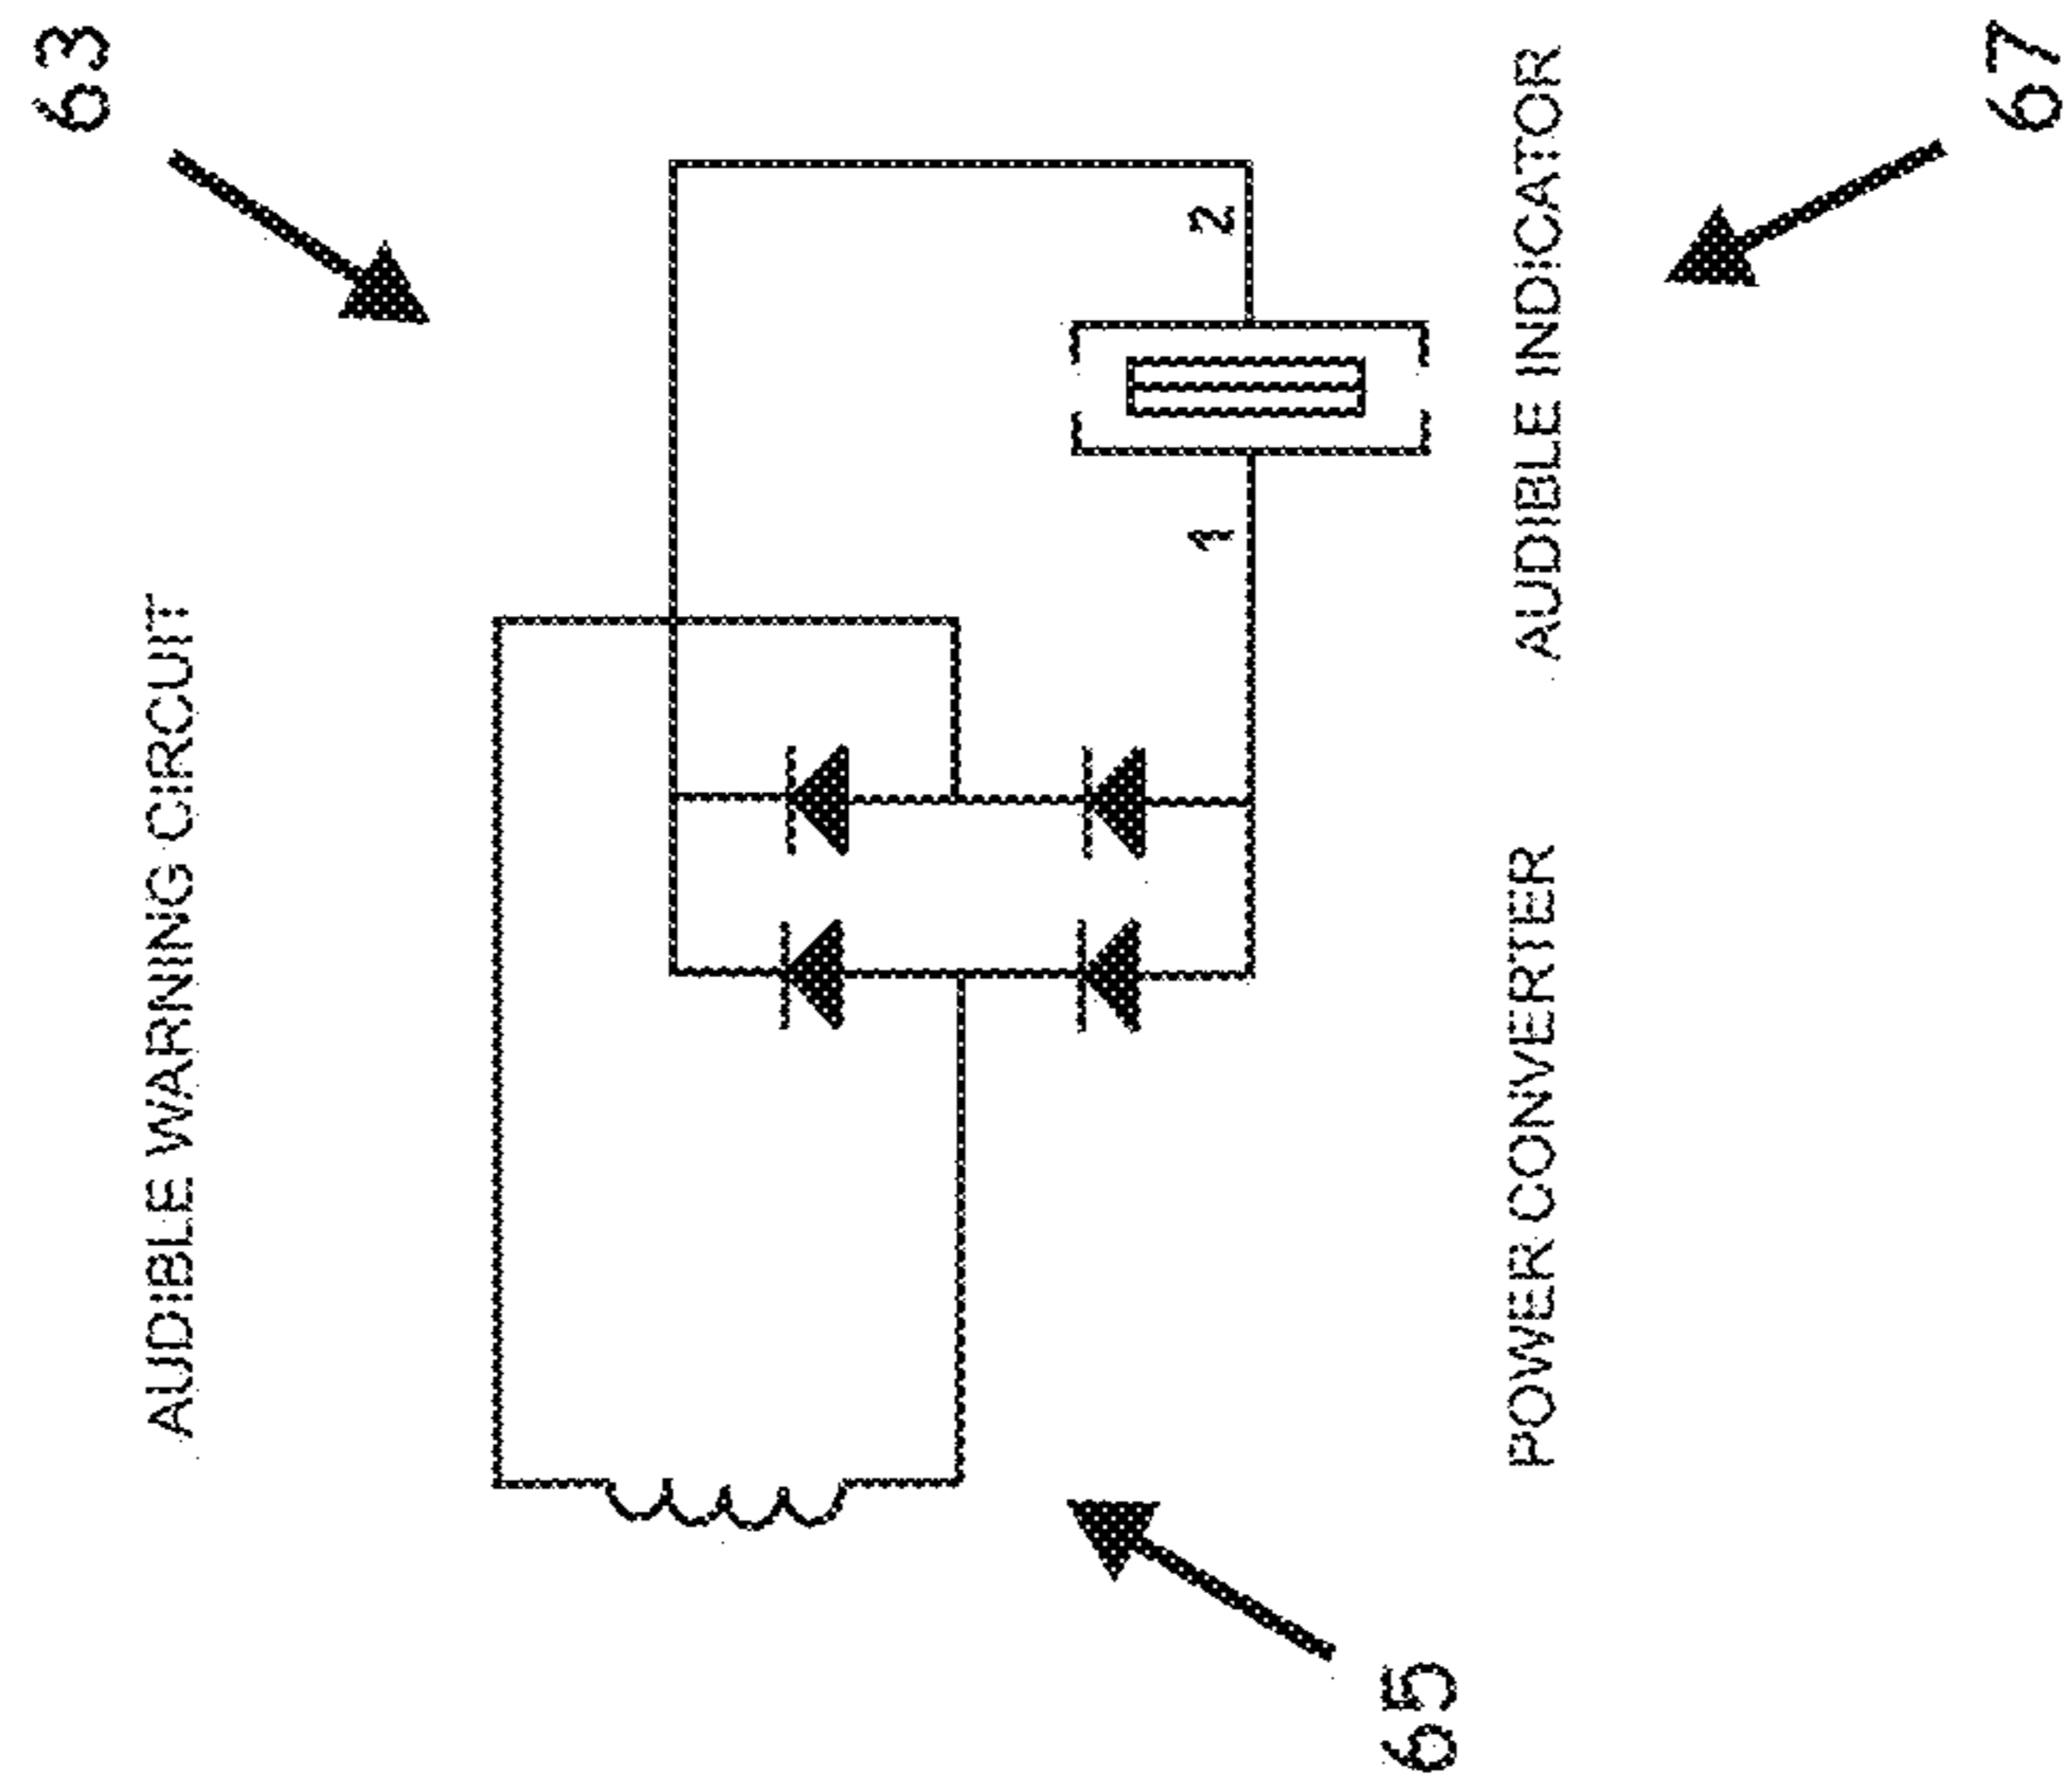 63
AUDIBLE WARNING CIRCUIT
2
1
65
POWER CONVERTER
AUDIBLE INDICATOR
67